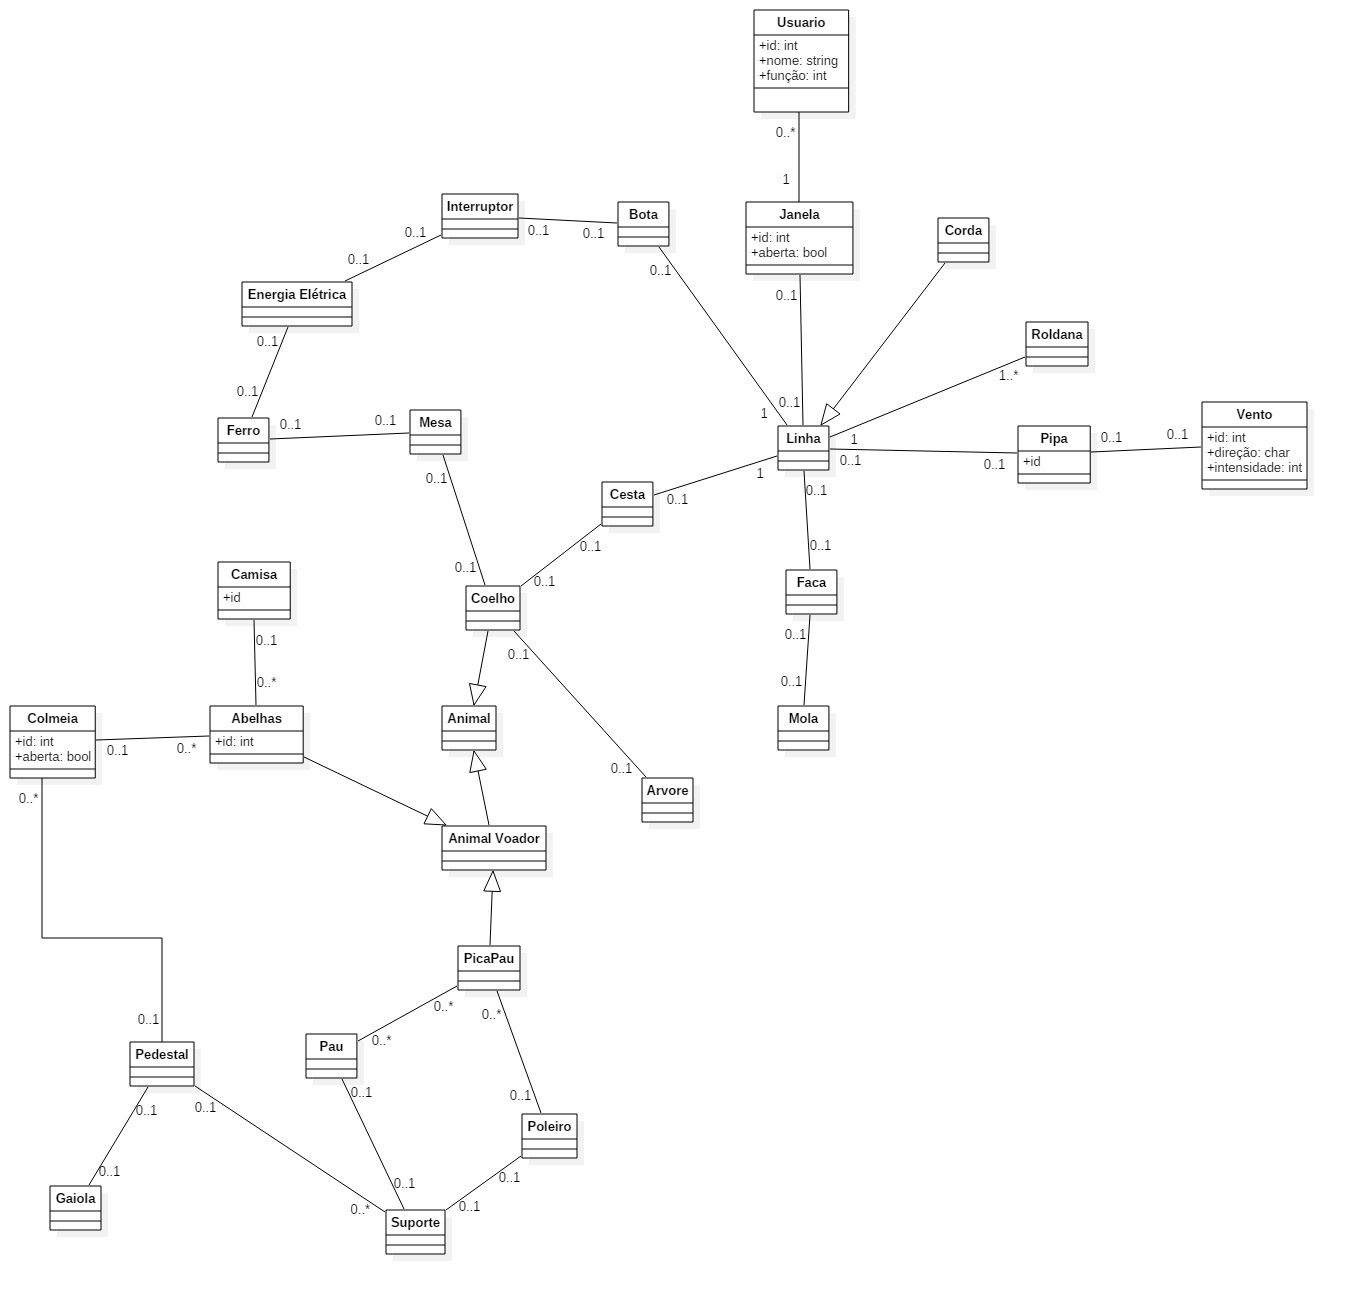 Usuario
+id: int
+nome: string
+função: int
0..*
1
Interruptor
Bota
Janela
+id: int
+aberta: bool
Corda
0..1
0..1
0..1
0..1
0..1
0..1
0..1
Energia Elétrica
Roldana
0..1
0..1
1..*
0..1
1
Ferro
0..1
0..1
Mesa
0..1
Linha
1
0..1
Pipa
+id
0..1
0..1
0..1
Vento
+id: int
+direção: char
+intensidade: int
0..1
1
0..1
Cesta
0..1
0..1
0..1
0..1
0..1
Camisa
+id
Coelho
Faca
0..1
0..1
0..1
0..1
0..*
0..1
Colmeia
+id: int
+aberta: bool
Abelhas
+id: int
Animal
Mola
0..1
0..*
0..1
Arvore
0..*
Animal Voador
PicaPau
0..*
0..*
0..1
Pau
0..*
Pedestal
0..1
0..1
0..1
0..1
Poleiro
0..1
0..1
0..1
Gaiola
0..*
0..1
Suporte